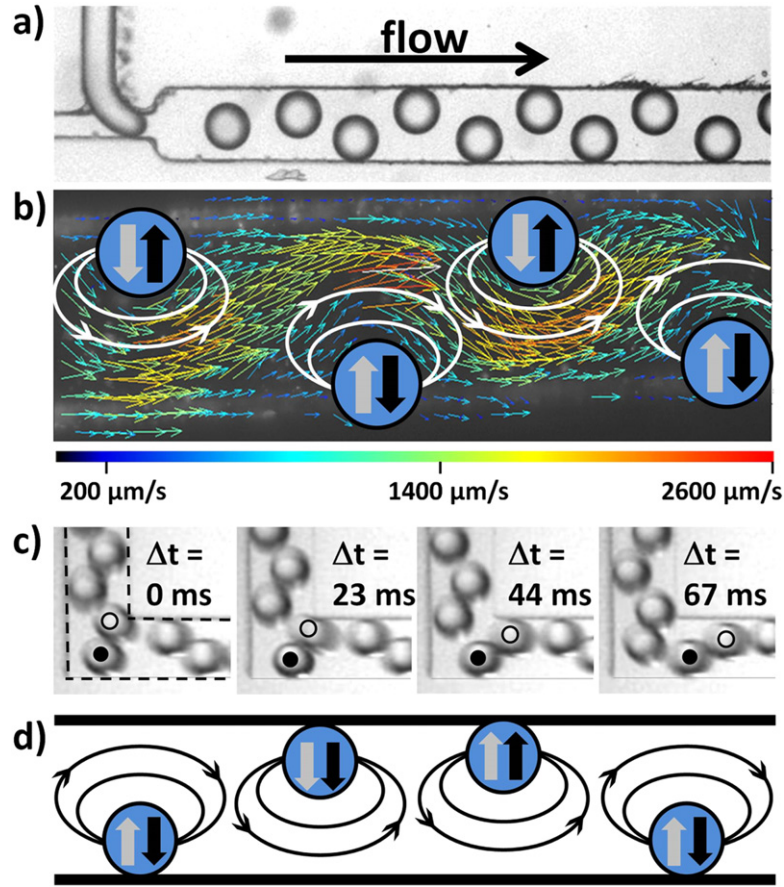 a)
flow
b)
200 µm/s
1400 µm/s
2600 µm/s
c)
Δt =
0 ms
Δt =
23 ms
Δt =
44 ms
Δt =
67 ms
d)